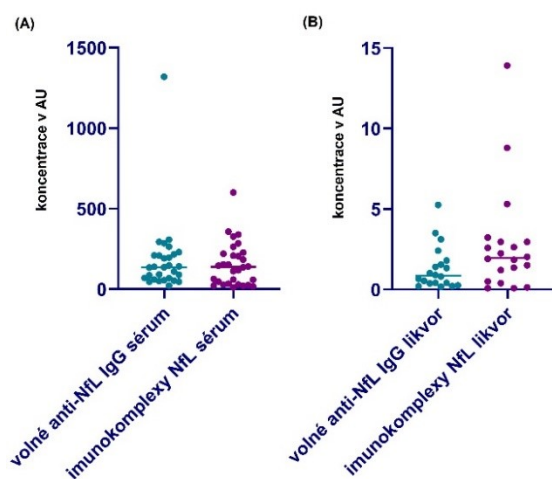 (A)
koncentrace v AU
1500
1000
500
0
volné anti-NfL IgG sérum
imunokomplexy NfL sérum
(B)
koncentrace v AU
15
10
5
0
volné anti-NfL IgG likvor
imunokomplexy NfL likvor